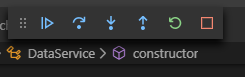 DataService > constructor